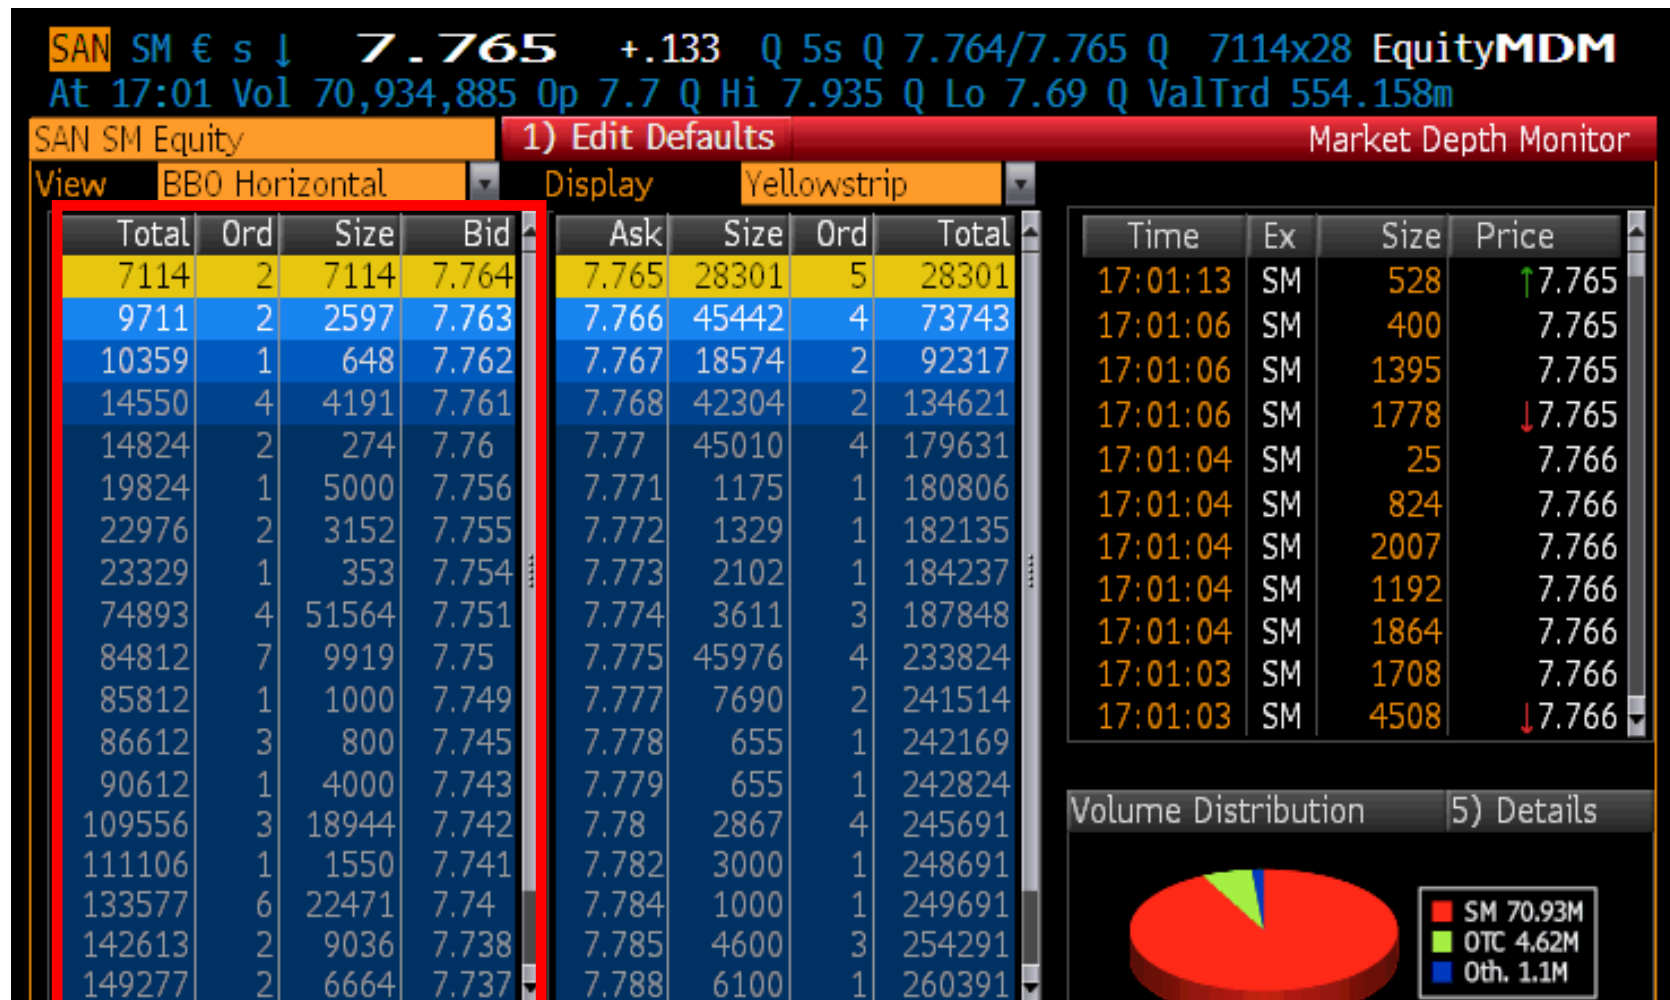 SAN SM € s ↓ 7.765 +.133 Q 5s Q 7.764/7.765 Q 7114x28 EquityMDM
At 17:01 Vol 70,934,885 Op 7.7 Q Hi 7.935 Q Lo 7.69 Q ValTrd 554.158m
SAN SM Equity 1) Edit Defaults Market Depth Monitor
View BBO Horizontal Display Yellowstrip
Total Ord Size Bid Ask Size Ord Total
7114 2 7114 7.764 7.765 28301 5 28301
9711 2 2597 7.763 7.766 45442 4 73743
10359 1 648 7.762 7.767 18574 2 92317
14550 4 4191 7.761 7.768 42304 2 134621
14824 2 274 7.76 7.77 45010 4 179631
19824 1 5000 7.756 7.771 1175 1 180806
22976 2 3152 7.755 7.772 1329 1 182135
23329 1 353 7.754 7.773 2102 1 184237
74893 4 51564 7.751 7.774 3611 3 187848
84812 7 9919 7.75 7.775 45976 4 233824
85812 1 1000 7.749 7.777 7690 2 241514
86612 3 800 7.745 7.778 655 1 242169
90612 1 4000 7.743 7.779 655 1 242824
109556 3 18944 7.742 7.78 2867 4 245691
111106 1 1550 7.741 7.782 3000 1 248691
133577 6 22471 7.74 7.784 1000 1 249691
142613 2 9036 7.738 7.785 4600 3 254291
149277 2 6664 7.737 7.788 6100 1 260391
Time Ex Size Price
17:01:13 SM 528 ↑7.765
17:01:06 SM 400 7.765
17:01:06 SM 1395 7.765
17:01:06 SM 1778 ↓7.765
17:01:04 SM 25 7.766
17:01:04 SM 824 7.766
17:01:04 SM 2007 7.766
17:01:04 SM 1192 7.766
17:01:04 SM 1864 7.766
17:01:03 SM 1708 7.766
17:01:03 SM 4508 ↓7.766
Volume Distribution 5) Details
SM 70.93M
OTC 4.62M
Oth. 1.1M